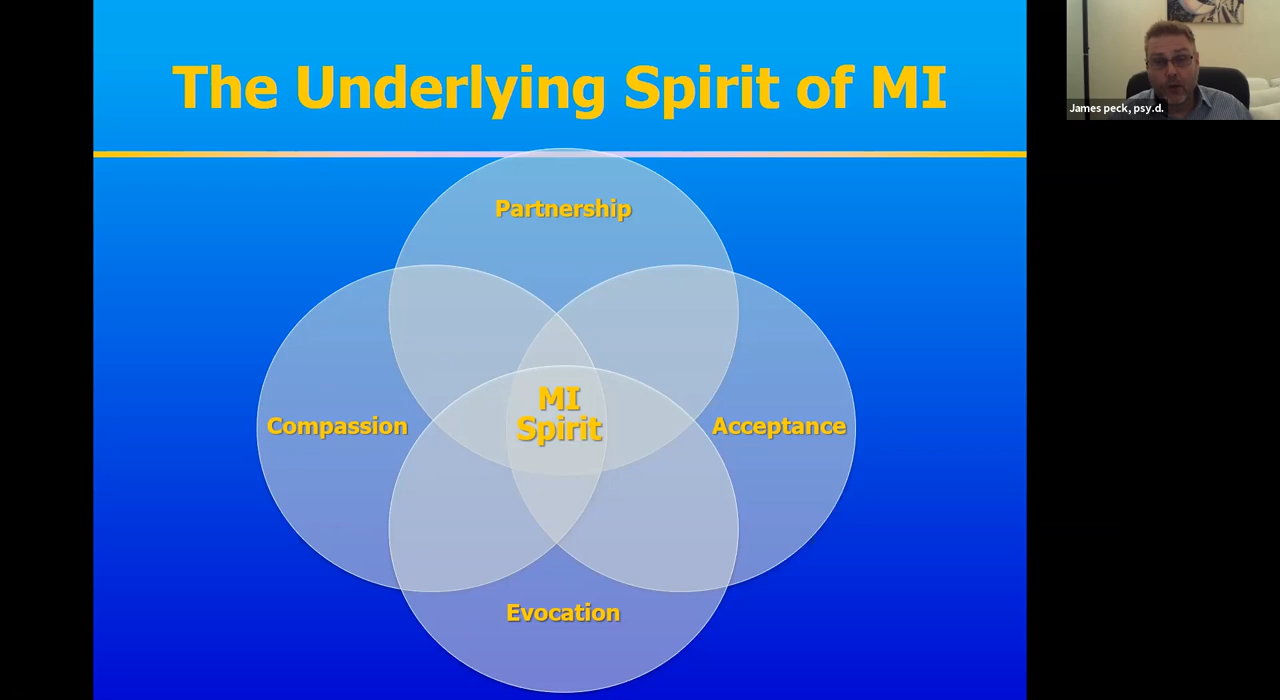 The Underlying Spirit of MI
James peck, psy.d.
Partnership
MI
Spirit
Compassion
Acceptance
Evocation